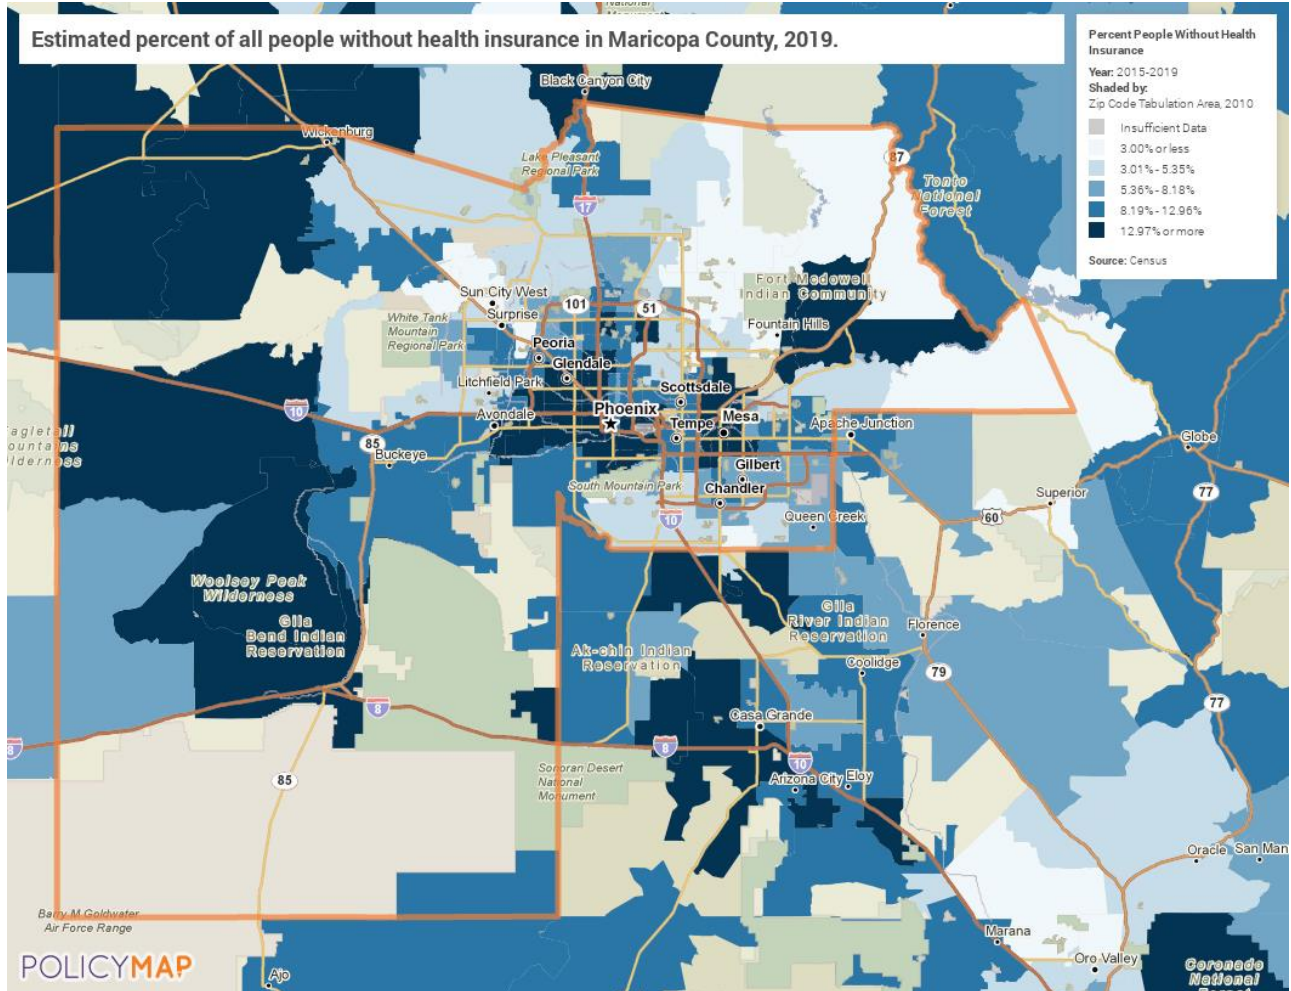 National
Estimated percent of all people without health insurance in Maricopa County, 2019.
Percent People Without Health
Insurance
Year: 2015-2019
Shaded by:
Zip Code Tabulation Area, 2010
Insufficient Data
3.00% or less
3.01% - 5.35%
5.36% - 8.18%
8.19% - 12.96%
12.97% or more
Source: Census
Black Canyon City
Wickenburg
Lake Pleasant
Regional Park
87
Tonto
National
Forest
17
Fort Mcdowell
Indian Community
Sun City West
101
51
White Tank
Mountain
Regional Park
Surprise
Fountain Hills
Peoria
Glendale
Litchfield Park
Scottsdale
10
Phoenix
Avondale
Mesa
Tempe
Apache Junction
85
Buckeye
Globe
Gilbert
South Mountain Park
Chandler
Superior
77
10
Queen Creek
60
Woolsey Peak
Wilderness
Gila
Bend Indian
Reservation
Gila
River Indian
Reservation
Florence
Ak-chin Indian
Reservation
Coolidge
79
8
77
Casa Grande
8
8
10
Sonoran Desert
National
Monument
85
Arizona City
Eloy
Oracle
San Man
Barry M Goldwater
Air Force Range
Marana
Oro Valley
Coronado
National
POLICYMAP
Ajo